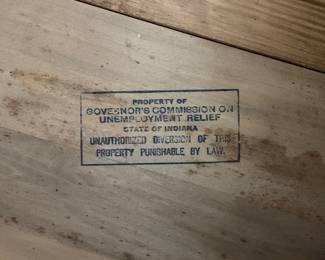 PROPERTY OF
GOVERNOR'S COMMISSION ON
UNEMPLOYMENT RELIEF
STATE OF INDIANA
UNAUTHORIZED DIVERSION OF THIS
PROPERTY PUNISHABLE BY LAW.